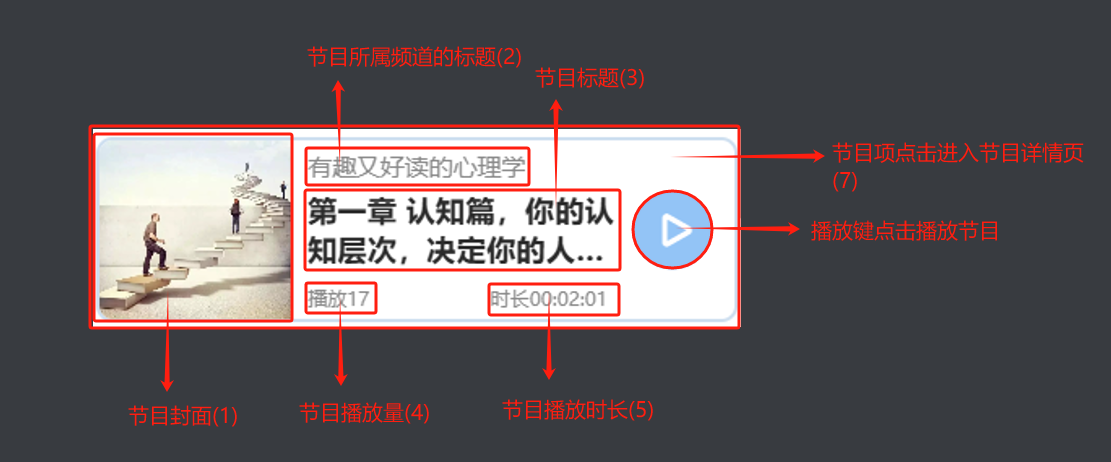 节目所属频道的标题(2)
节目标题(3)
节目项点击进入节目详情页
(7)
有趣又好读的心理学
第一章 认知篇，你的认
知层次，决定你的人...
播放键点击播放节目
播放17
时长00:02:01
节目封面(1)
节目播放量(4)
节目播放时长(5)